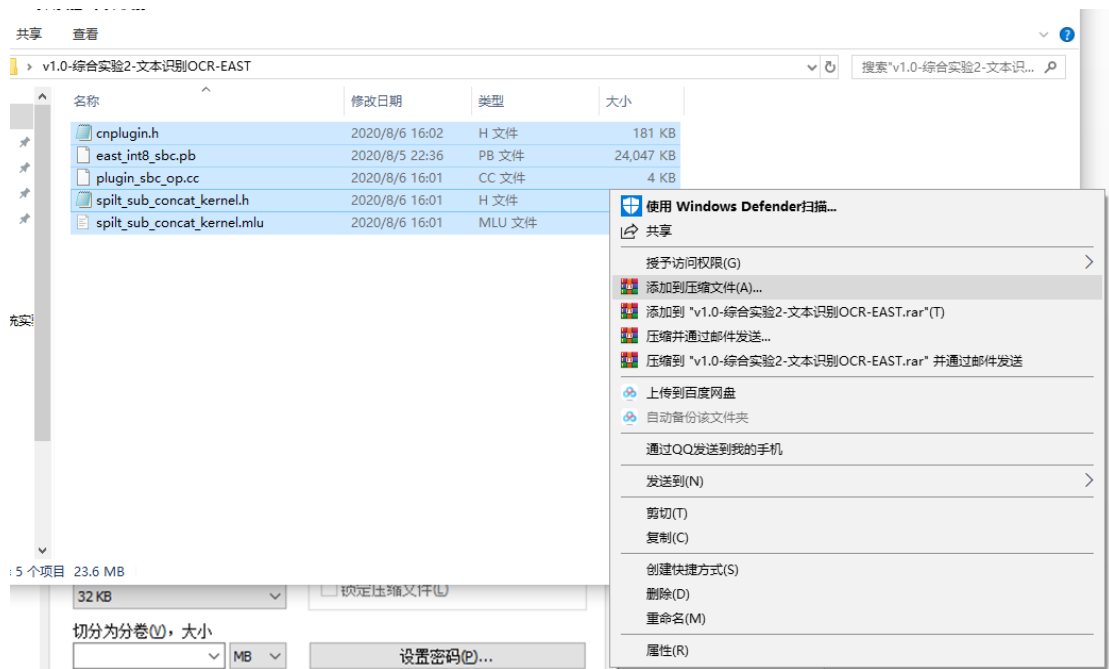 共享 查看
v1.0-综合实验2-文本识别OCR-EAST 搜索"v1.0-综合实验2-文本识...
名称 修改日期 类型 大小
cnplugin.h 2020/8/6 16:02 H 文件 181 KB
east_int8_sbc.pb 2020/8/5 22:36 PB 文件 24,047 KB
plugin_sbc_op.cc 2020/8/6 16:01 CC 文件 4 KB
spilt_sub_concat_kernel.h 2020/8/6 16:01 H 文件
spilt_sub_concat_kernel.mlu 2020/8/6 16:01 MLU 文件
使用 Windows Defender扫描...
共享
授予访问权限(G)
添加到压缩文件(A)...
添加到 "v1.0-综合实验2-文本识别OCR-EAST.rar"(T)
压缩并通过邮件发送...
压缩到 "v1.0-综合实验2-文本识别OCR-EAST.rar" 并通过邮件发送
上传到百度网盘
自动备份该文件夹
通过QQ发送到我的手机
发送到(N)
剪切(T)
复制(C)
创建快捷方式(S)
删除(D)
重命名(M)
属性(R)
充实
5 个项目 23.6 MB
32 KB 锁定压缩文件(L)
切分为分卷(V)，大小
MB 设置密码(P)...